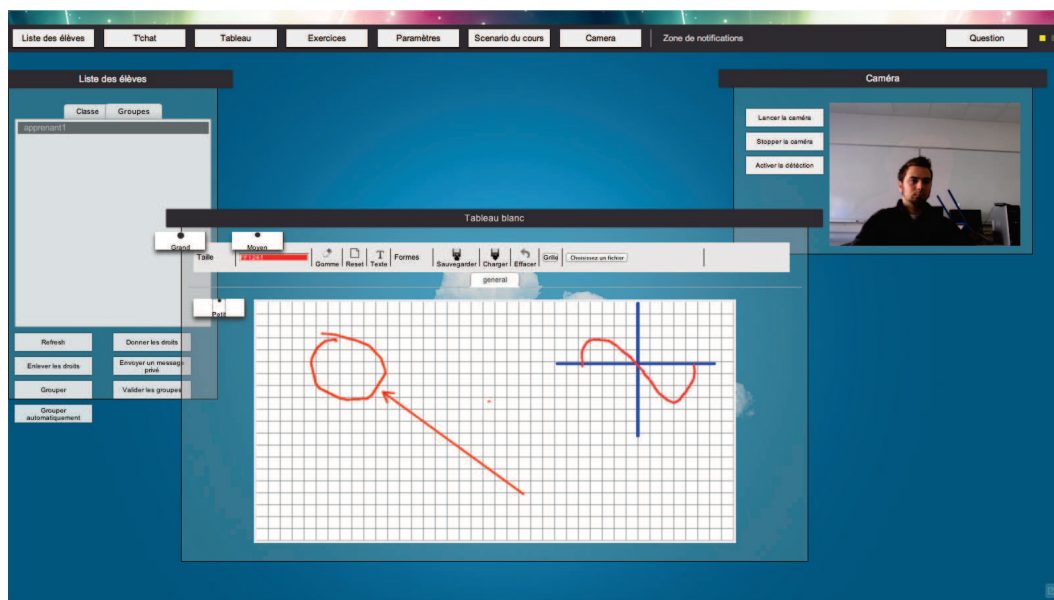 Liste des élèves
T'chat
Tableau
Exercices
Paramètres
Scenario du cours
Camera
Zone de notifications
Question
Liste des élèves
Classe
Groupes
apprenant1
Refresh
Donner les droits
Enlever les droits
Envoyer un message
privé
Grouper
Valider les groupes
Grouper
automatiquement
Caméra
Lancer la caméra
Stopper la caméra
Activer la détéction
Tableau blanc
Grand
Moyen
Petit
Taille
Gomme
Reset
Texte
Formes
Sauvegarder
Charger
Effacer
Grille
Choisissez un fichier
general